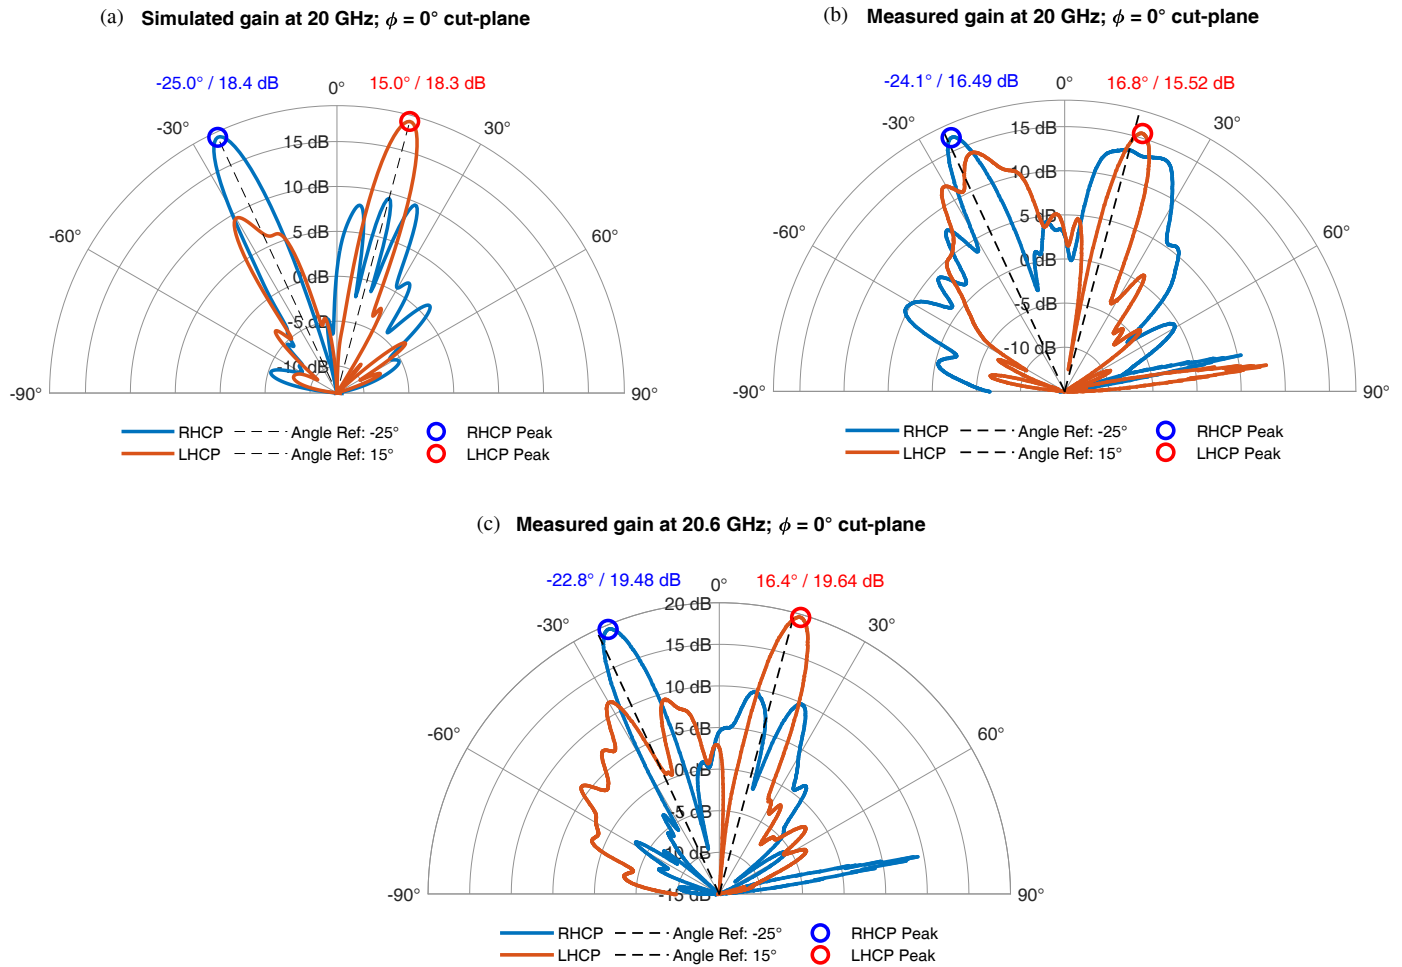 (a) Simulated gain at 20 GHz; ϕ = 0° cut-plane
-25.0° / 18.4 dB
0°
15.0° / 18.3 dB
-30°
30°
15 dB
10 dB
5 dB
-60°
60°
0 dB
-5 dB
10 dB
-90°
90°
RHCP
Angle Ref: -25°
RHCP Peak
LHCP
Angle Ref: 15°
LHCP Peak
(b) Measured gain at 20 GHz; ϕ = 0° cut-plane
-24.1° / 16.49 dB
0°
16.8° / 15.52 dB
-30°
30°
15 dB
10 dB
5 dB
-60°
60°
0 dB
-5 dB
-10 dB
-90°
90°
RHCP
Angle Ref: -25°
RHCP Peak
LHCP
Angle Ref: 15°
LHCP Peak
(c) Measured gain at 20.6 GHz; ϕ = 0° cut-plane
-22.8° / 19.48 dB
0°
16.4° / 19.64 dB
20 dB
-30°
30°
15 dB
10 dB
5 dB
-60°
60°
0 dB
-5 dB
10 dB
-15 dB
-90°
90°
RHCP
Angle Ref: -25°
RHCP Peak
LHCP
Angle Ref: 15°
LHCP Peak